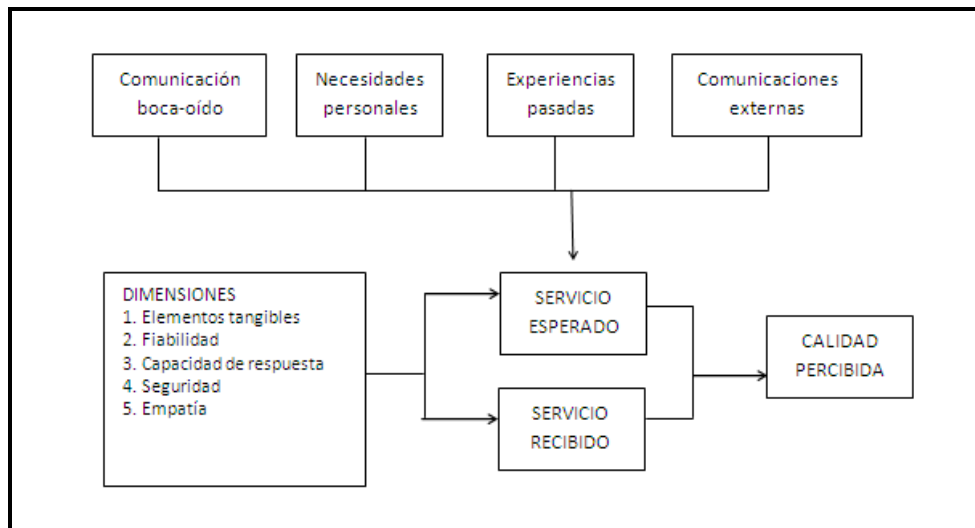 Comunicación
boca-oído
Necesidades
personales
Experiencias
pasadas
Comunicaciones
externas
DIMENSIONES
1. Elementos tangibles
2. Fiabilidad
3. Capacidad de respuesta
4. Seguridad
5. Empatía
SERVICIO
ESPERADO
SERVICIO
RECIBIDO
CALIDAD
PERCIBIDA